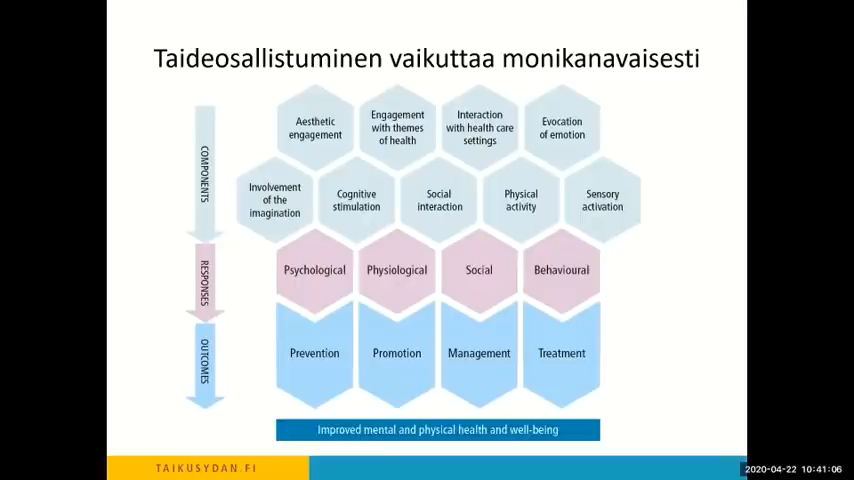 Taideosallistuminen vaikuttaa monikanavaisesti
COMPONENTS
Aesthetic
engagement
Engagement
with themes
of health
Interaction
with health care
settings
Evocation
of emotion
Involvement
of the
imagination
Cognitive
stimulation
Social
interaction
Physical
activity
Sensory
activation
RESPONSES
Psychological
Physiological
Social
Behavioural
OUTCOMES
Prevention
Promotion
Management
Treatment
Improved mental and physical health and well-being
TAIKUSYDAN.FI
2020-04-22 10:41:06